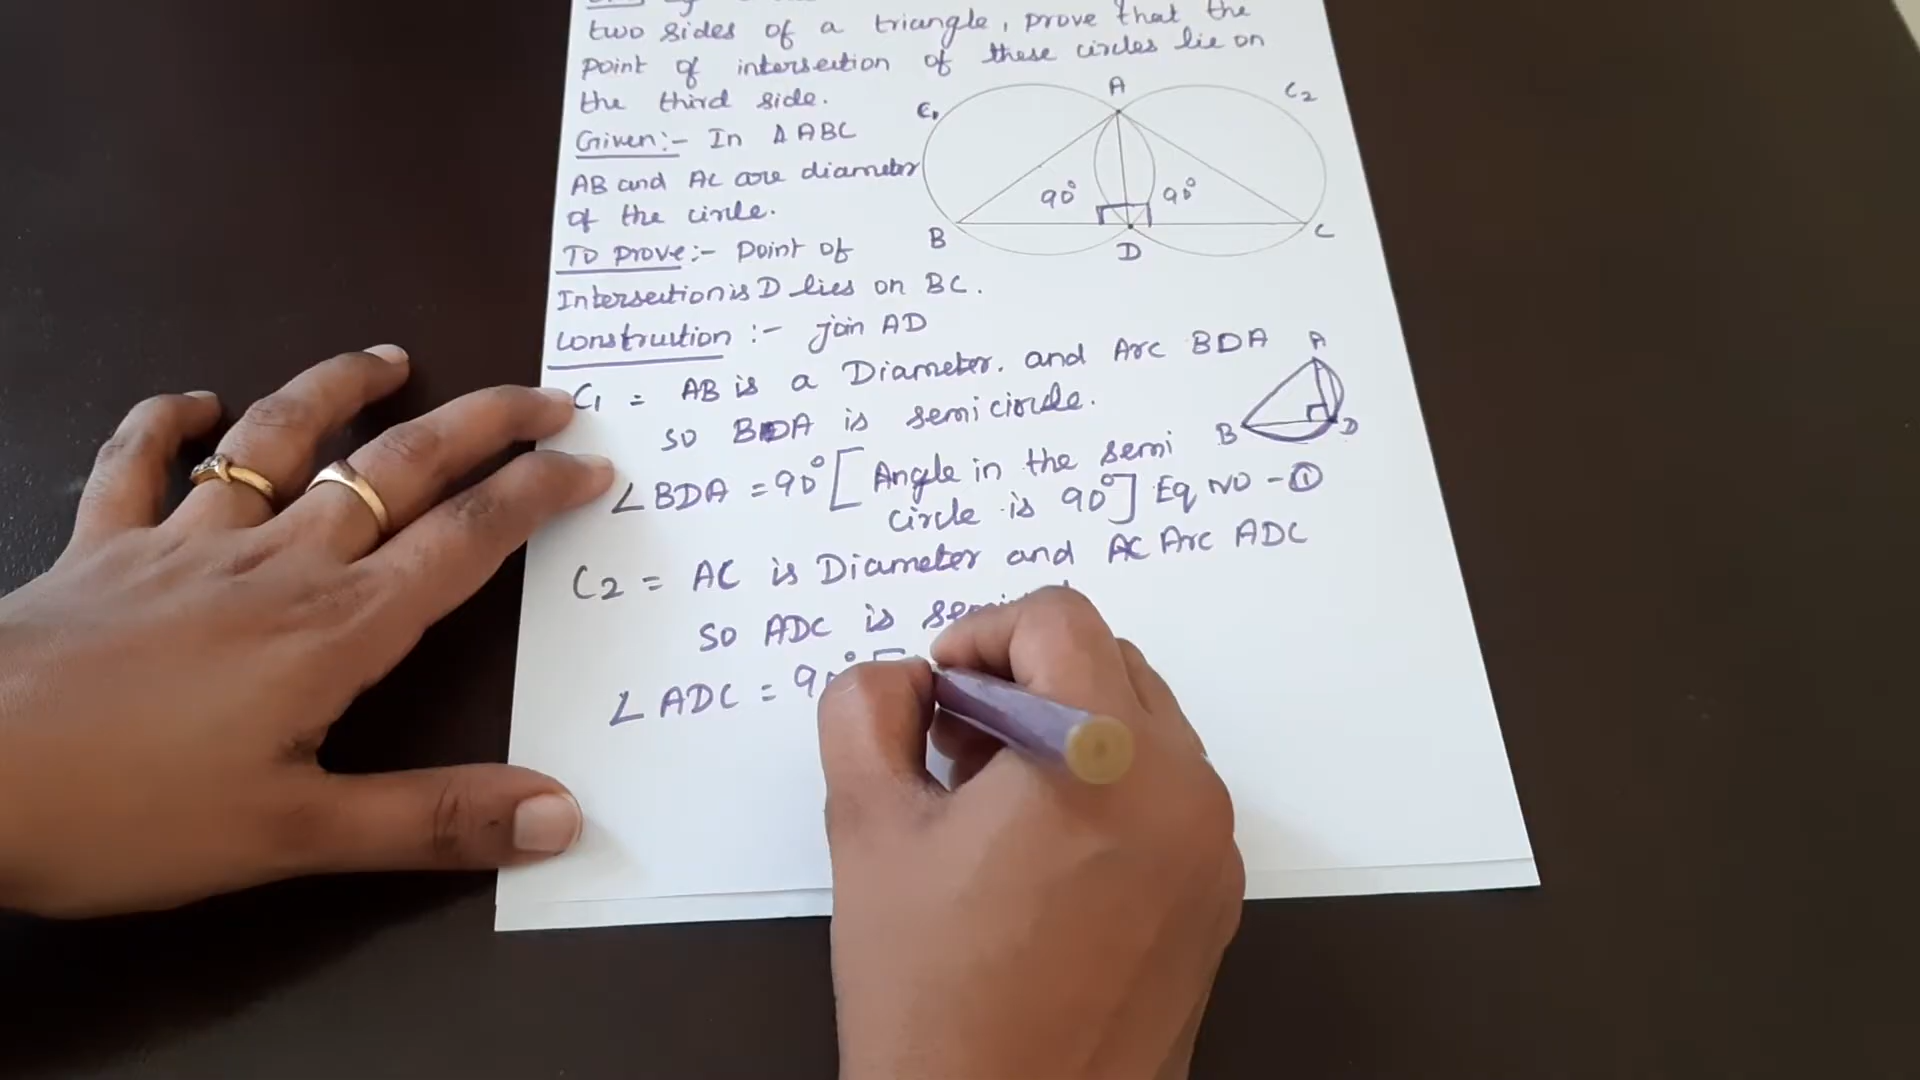 two sides of a triangle, prove that the
point of intersection of these circles lie on
the third side.
Given:- In ΔABC
AB and AC are diameter
of the circle.
To prove:- Point of
Intersection is D lies on BC.
Construction :- join AD
C1 A C2
90° 90°
B D C
C1 = AB is a Diameter. and Arc BDA
so BDA is semicircle.
∠BDA = 90° [Angle in the semi
circle is 90°] Eq NO - ①
A
B D
C2 = AC is Diameter and AC Arc ADC
SO ADC is
∠ADC = 90° [